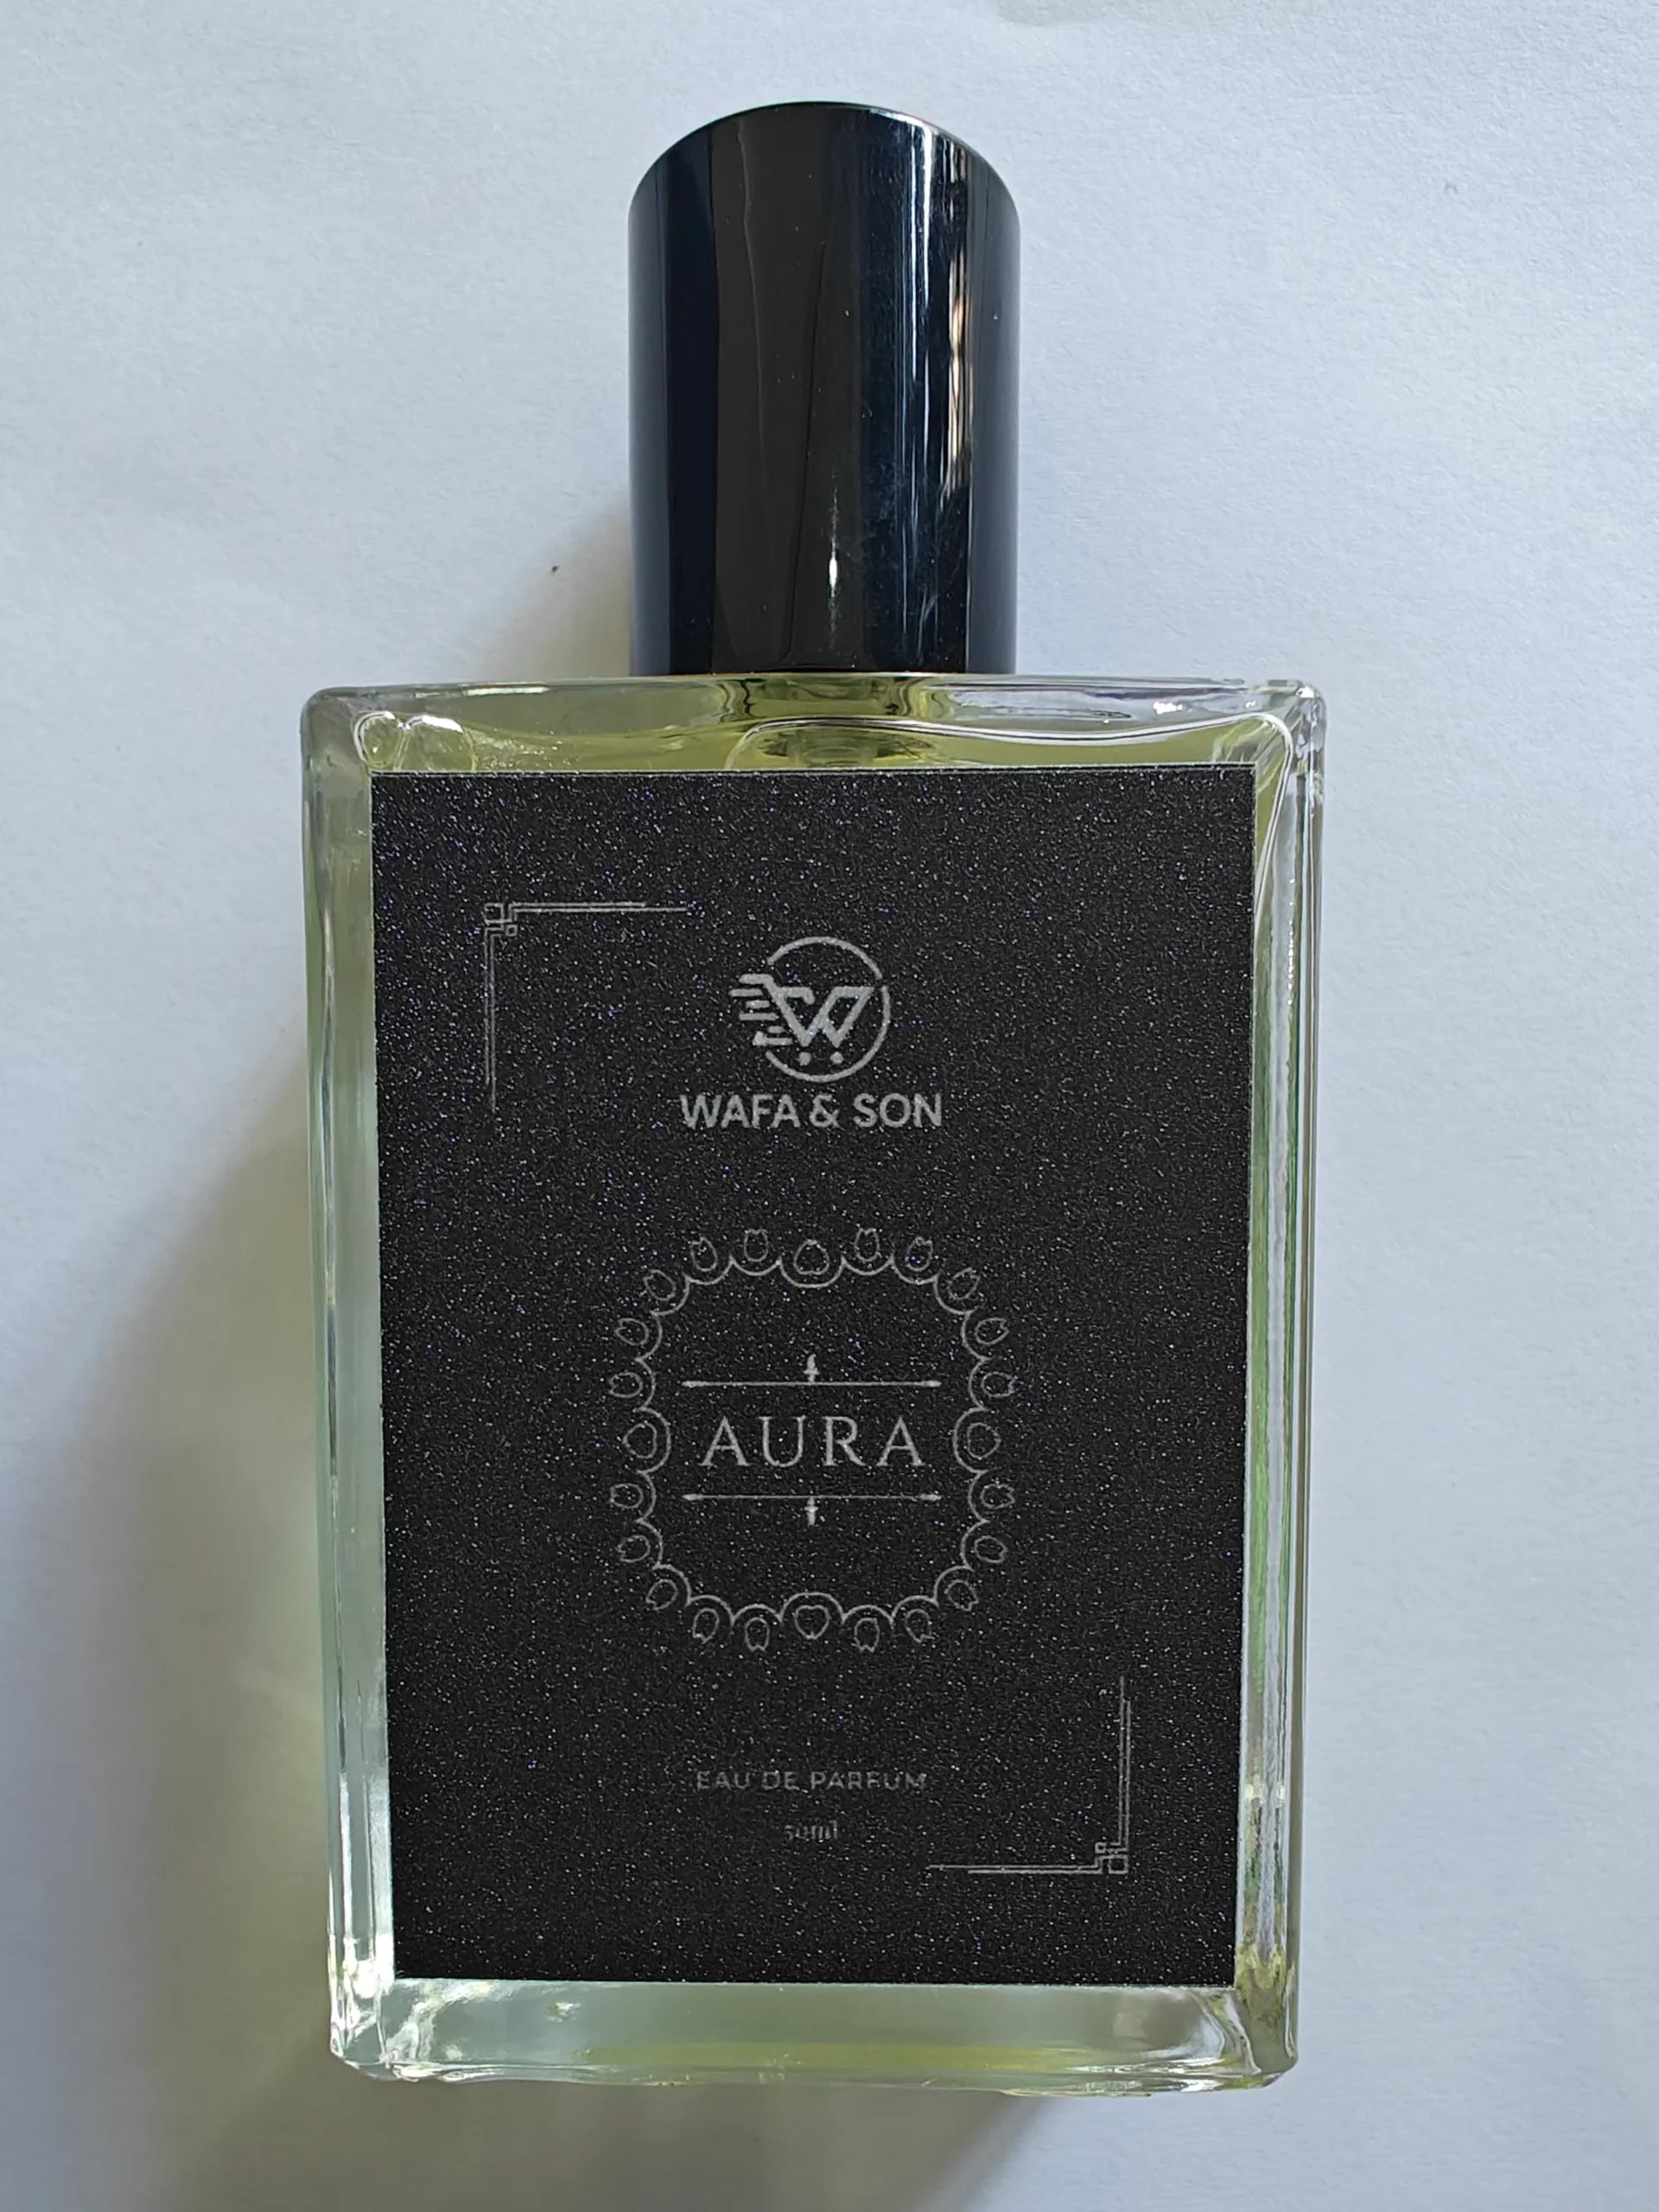 W
WAFA & SON
AURA
EAU DE PARFUM
50ml